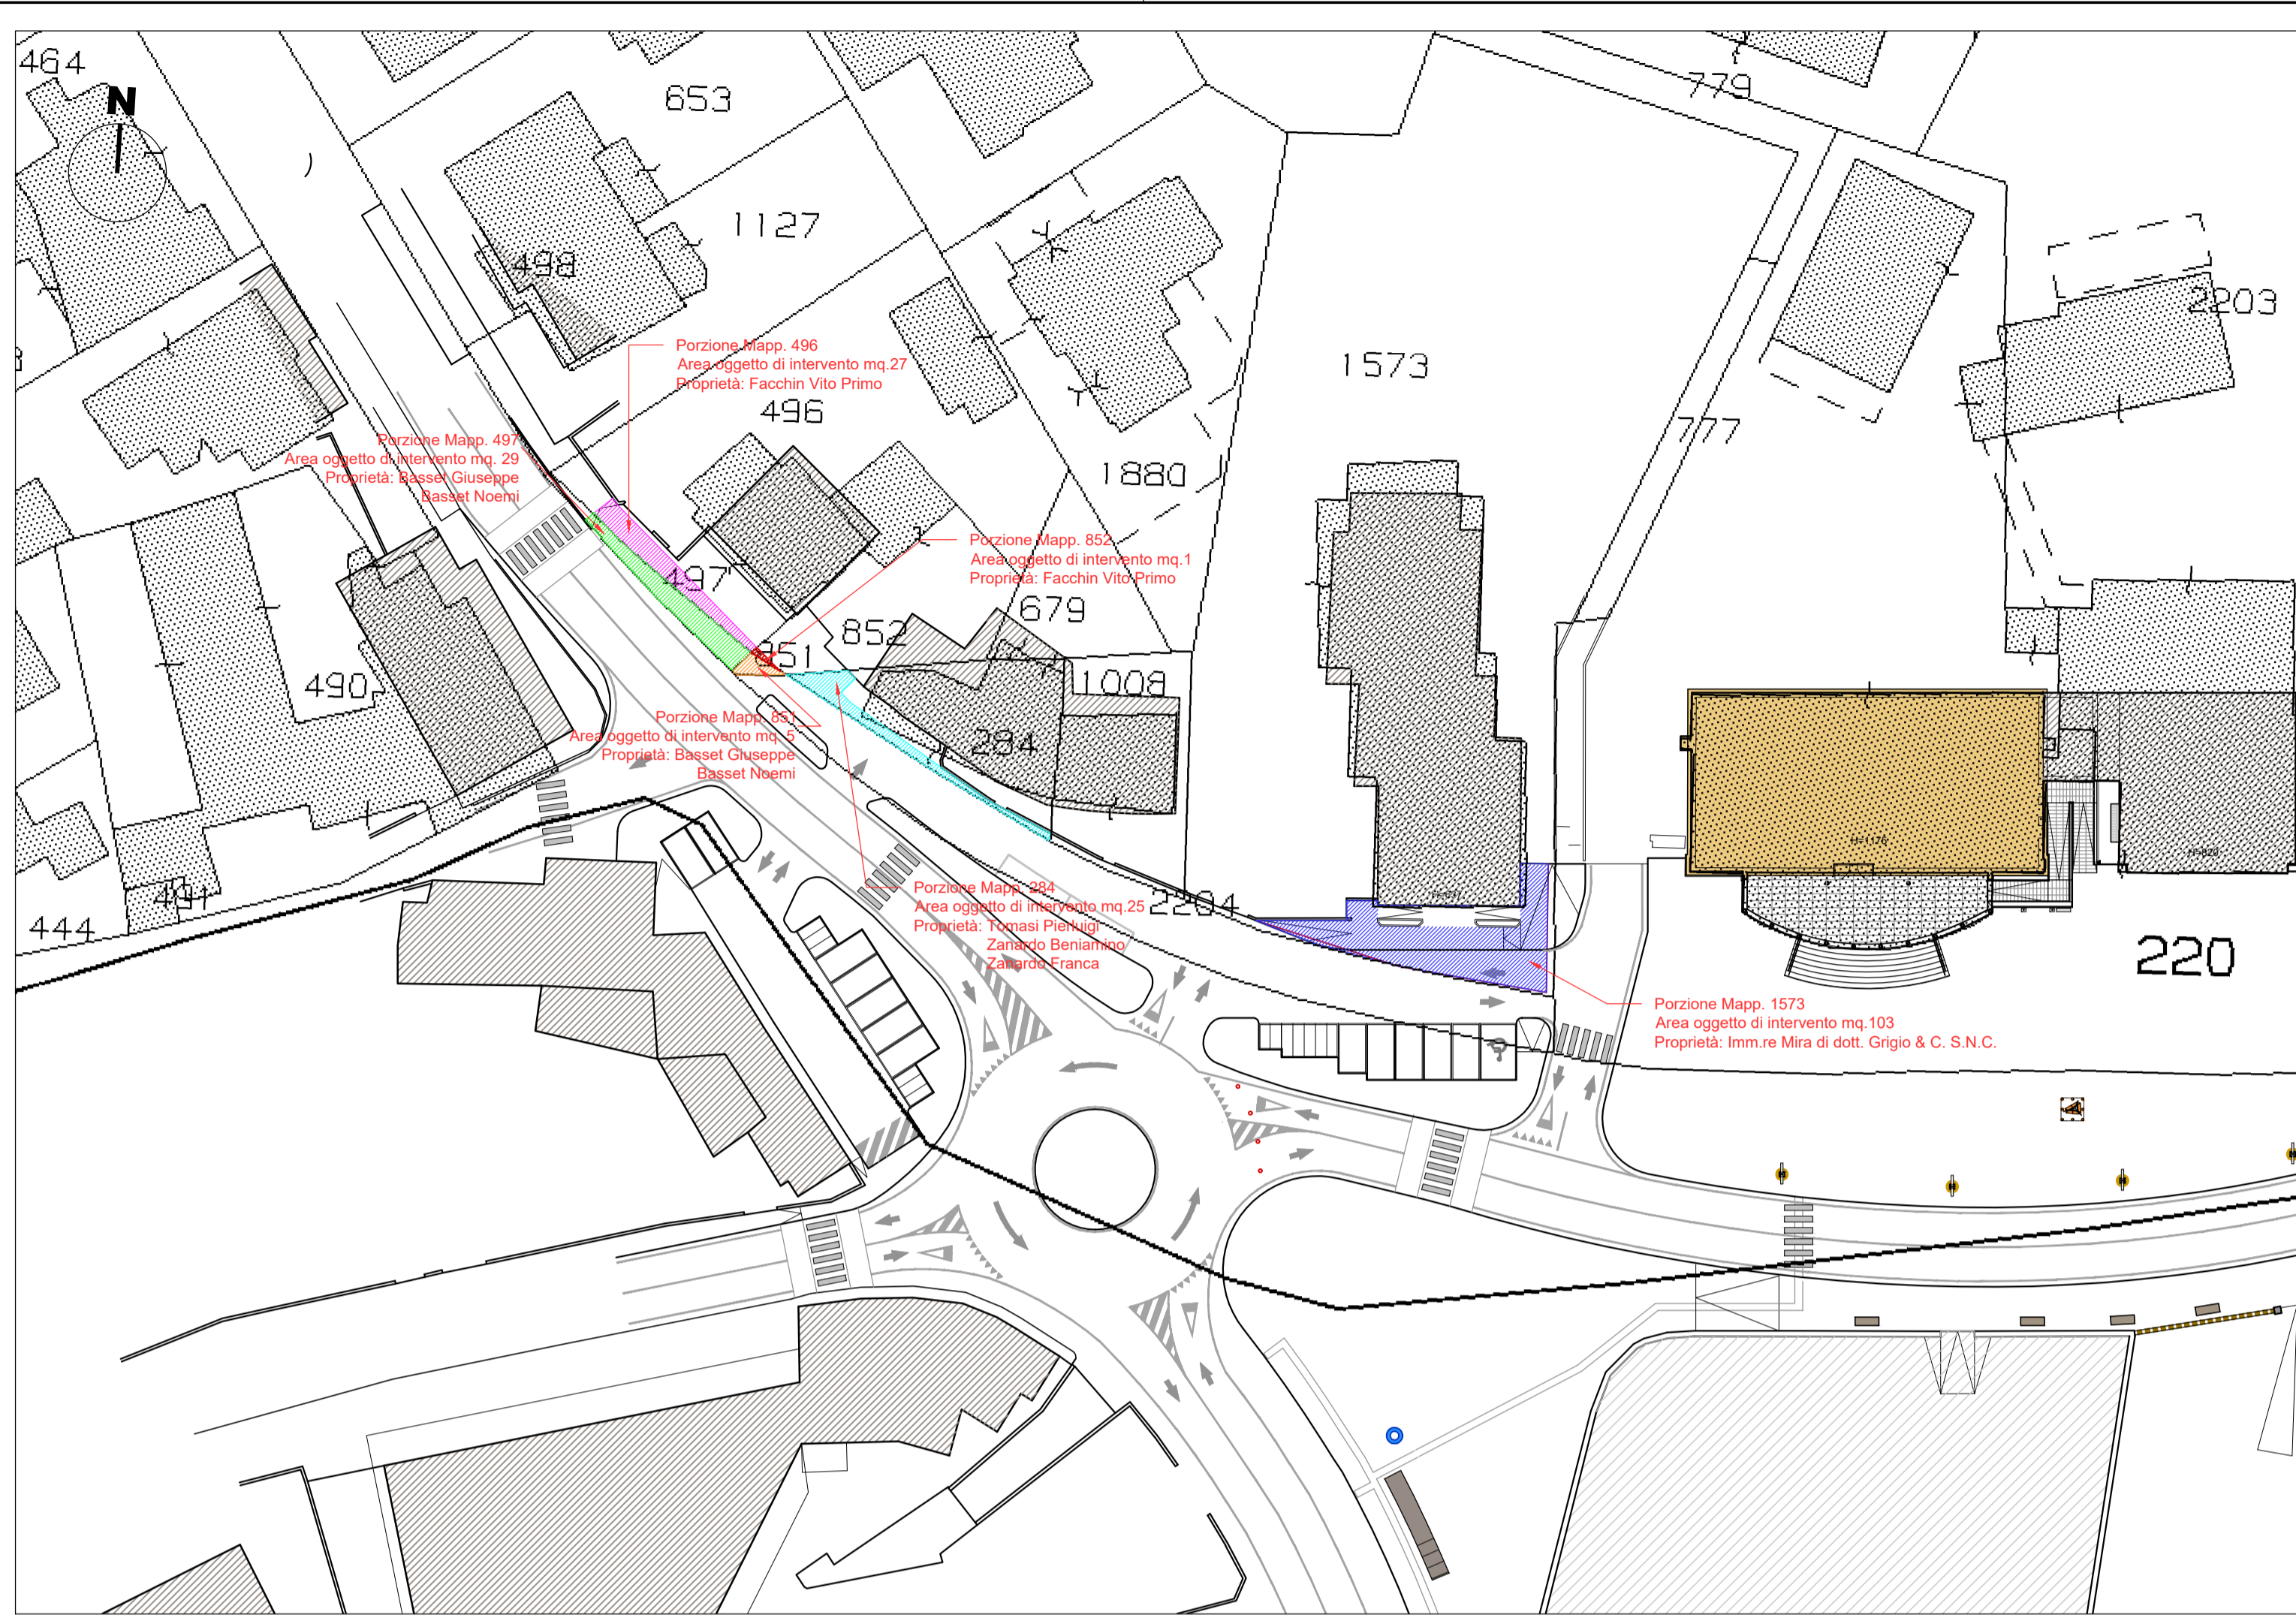 464
N
653
779
1127
498
2203
Porzione Mapp. 496
Area oggetto di intervento mq.27
Proprietà: Facchin Vito Primo
1573
496
777
Porzione Mapp. 497
Area oggetto di intervento mq. 29
Proprietà: Basset Giuseppe
Basset Noemi
1880
Porzione Mapp. 852
Area oggetto di intervento mq.1
Proprietà: Facchin Vito Primo
497
679
852
851
490
1008
Porzione Mapp. 851
Area oggetto di intervento mq. 5
Proprietà: Basset Giuseppe
Basset Noemi
284
491
444
Porzione Mapp. 284
Area oggetto di intervento mq.25
Proprietà: Tomasi Pierluigi
Zanardo Beniamino
Zanardo Franca
2204
220
Porzione Mapp. 1573
Area oggetto di intervento mq.103
Proprietà: Imm.re Mira di dott. Grigio & C. S.N.C.